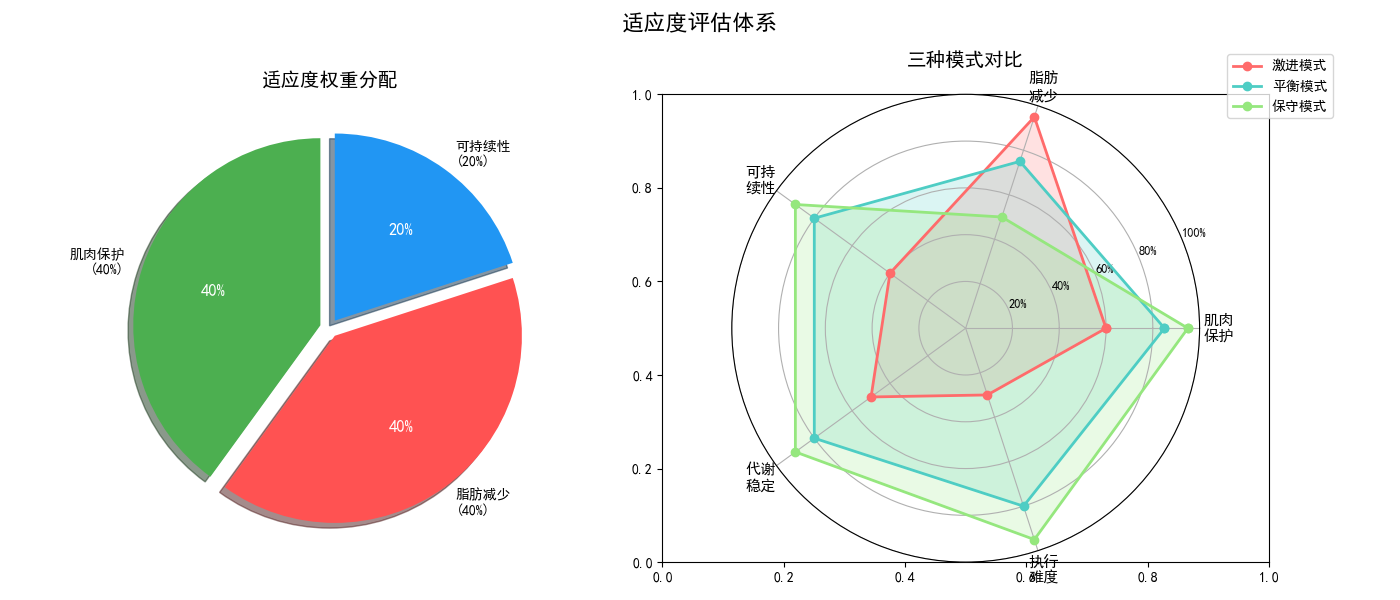 适应度评估体系
适应度权重分配
可持续性
(20%)
20%
肌肉保护
(40%)
40%
40%
脂肪减少
(40%)
三种模式对比
激进模式
平衡模式
保守模式
脂肪
减少
可持
续性
肌肉
保护
代谢
稳定
执行
难度
20%
40%
60%
80%
100%
1.0
0.8
0.6
0.4
0.2
0.0
0.0
0.2
0.4
0.6
0.8
1.0